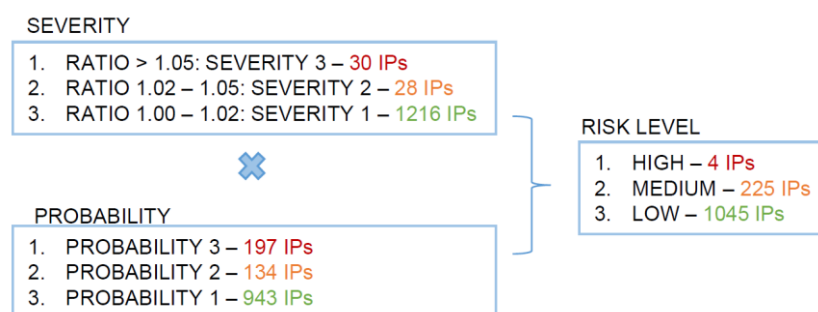 SEVERITY
1. RATIO > 1.05: SEVERITY 3 – 30 IPs
2. RATIO 1.02 – 1.05: SEVERITY 2 – 28 IPs
3. RATIO 1.00 – 1.02: SEVERITY 1 – 1216 IPs
PROBABILITY
1. PROBABILITY 3 – 197 IPs
2. PROBABILITY 2 – 134 IPs
3. PROBABILITY 1 – 943 IPs
RISK LEVEL
1. HIGH – 4 IPs
2. MEDIUM – 225 IPs
3. LOW – 1045 IPs